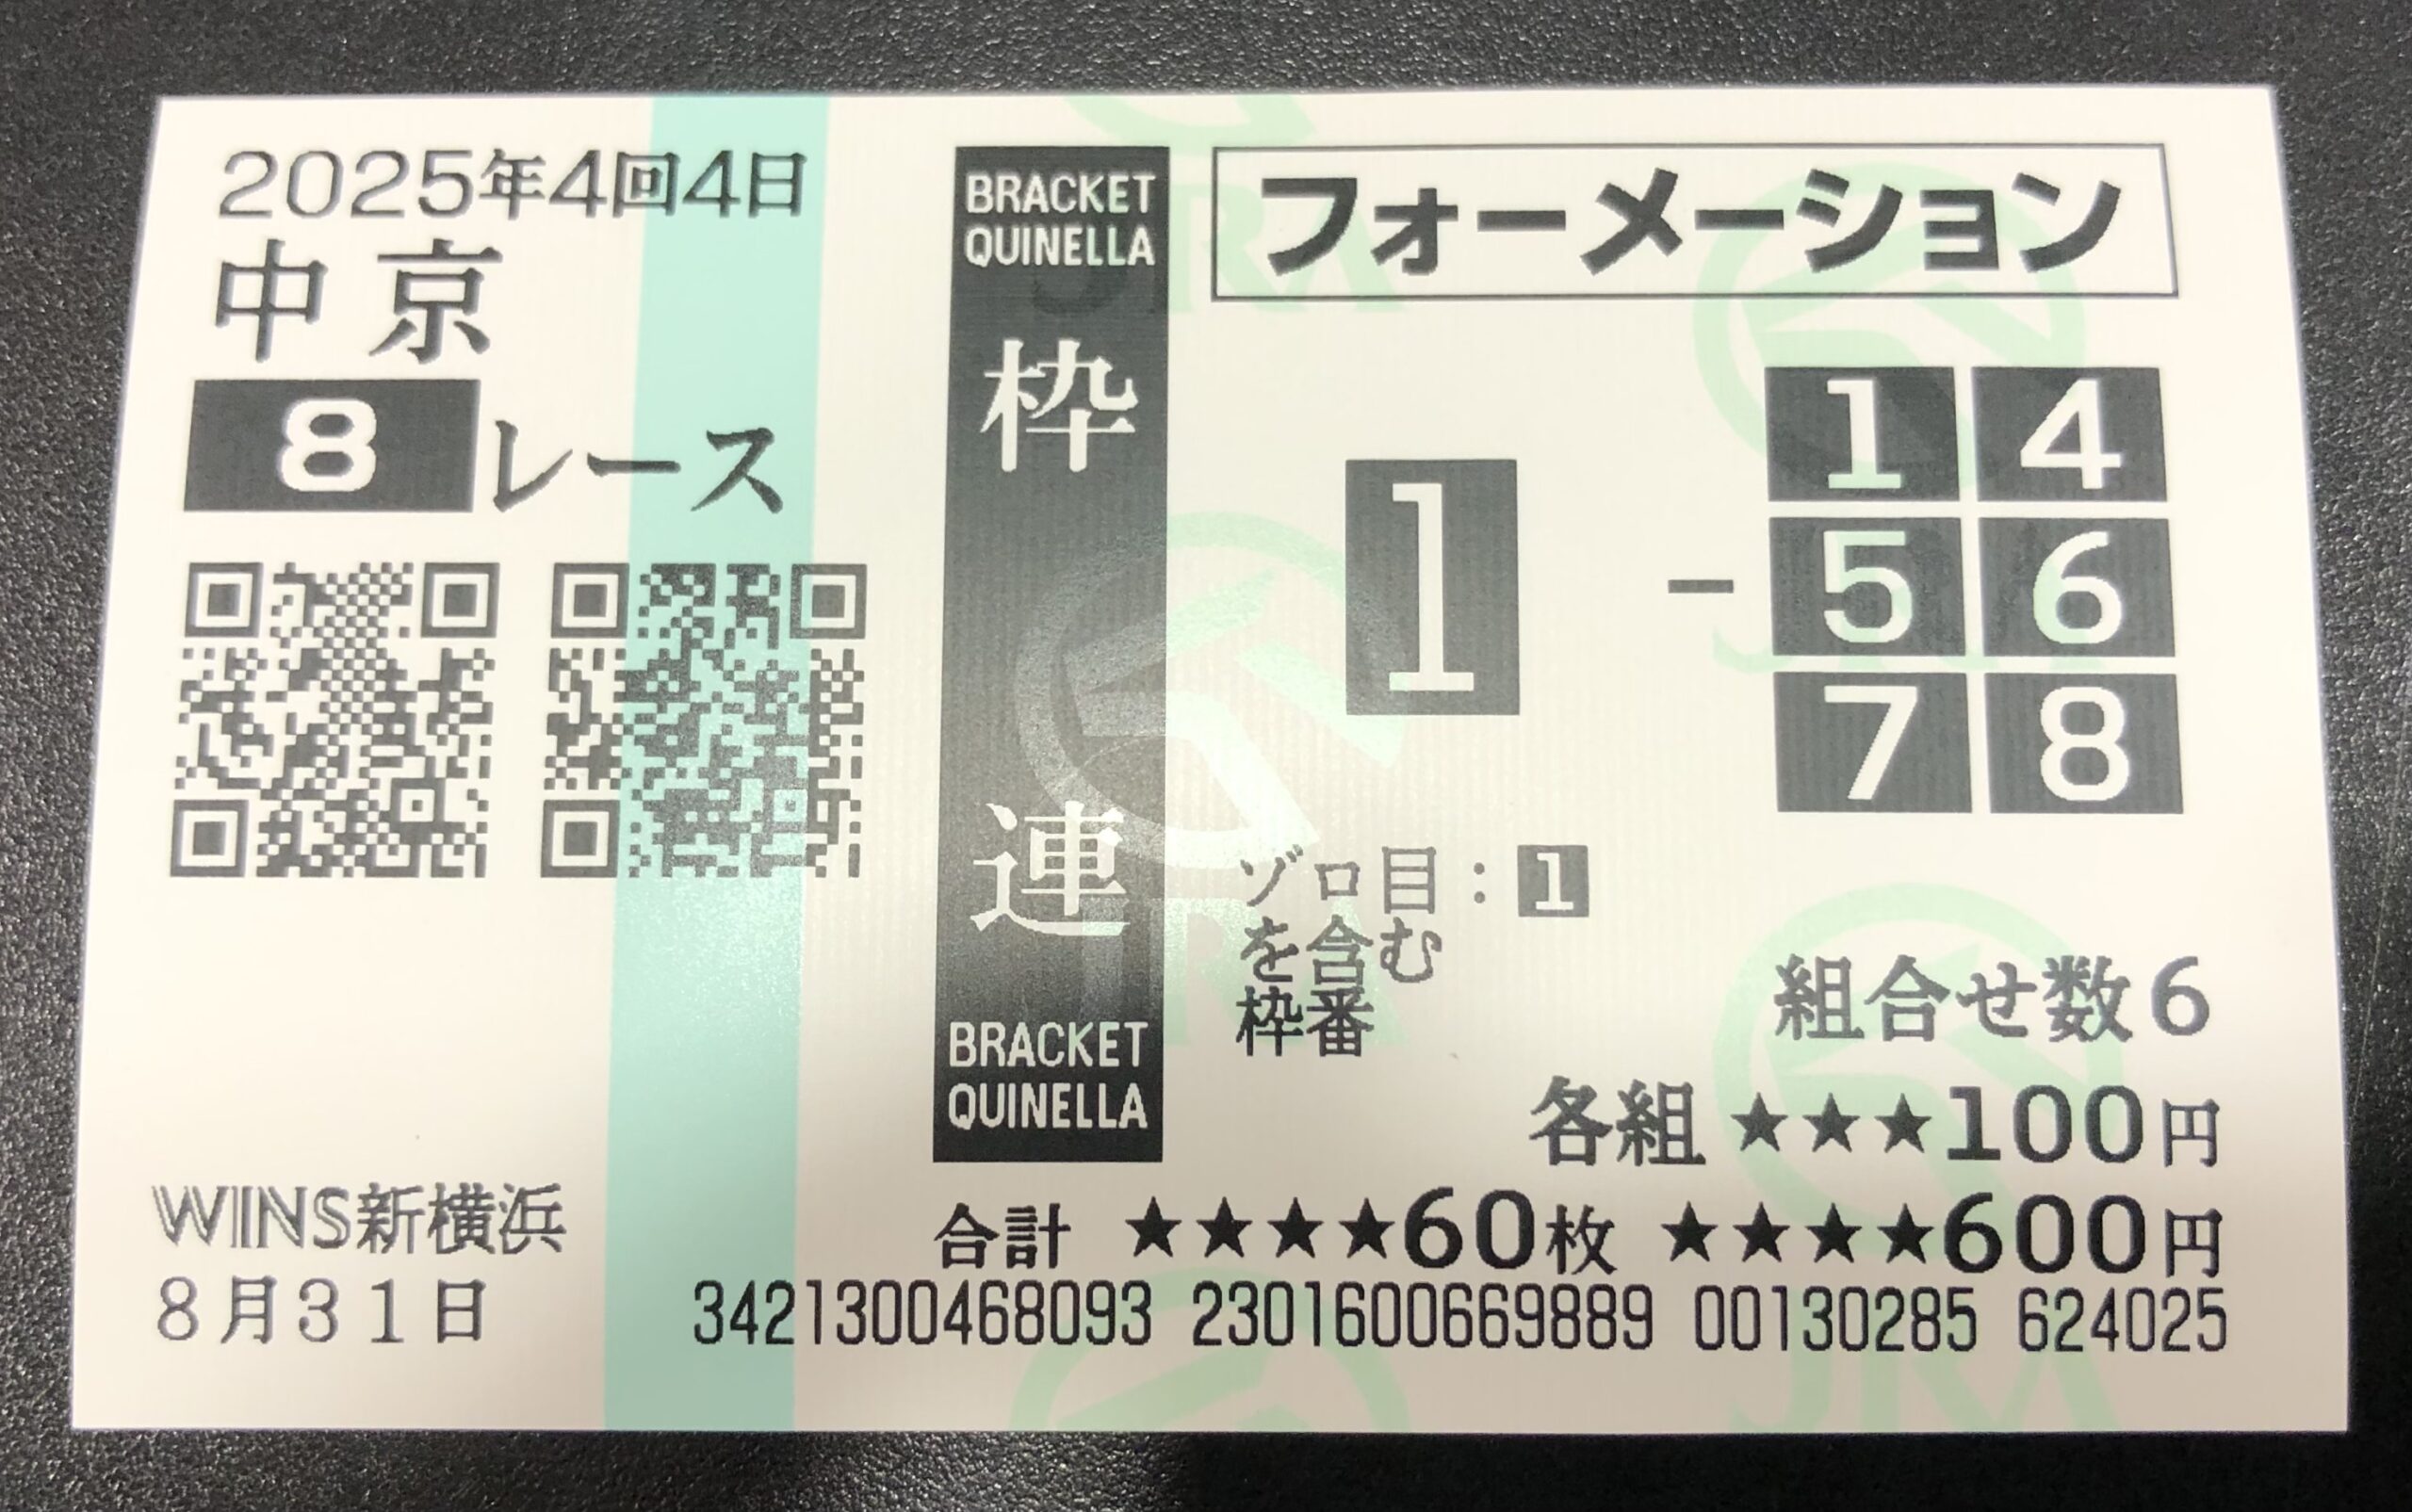 2025年4回4日
中京
8レース
WINS新横浜
8月31日
BRACKET
QUINELLA
枠
連
BRACKET
QUINELLA
フォーメーション
1
-
1 4
5 6
7 8
ゾロ目:1
を含む
枠番
組合せ数6
各組 ★★★100円
合計 ★★★★60枚 ★★★★600円
3421300468093 2301600669889 00130285 624025
JRA